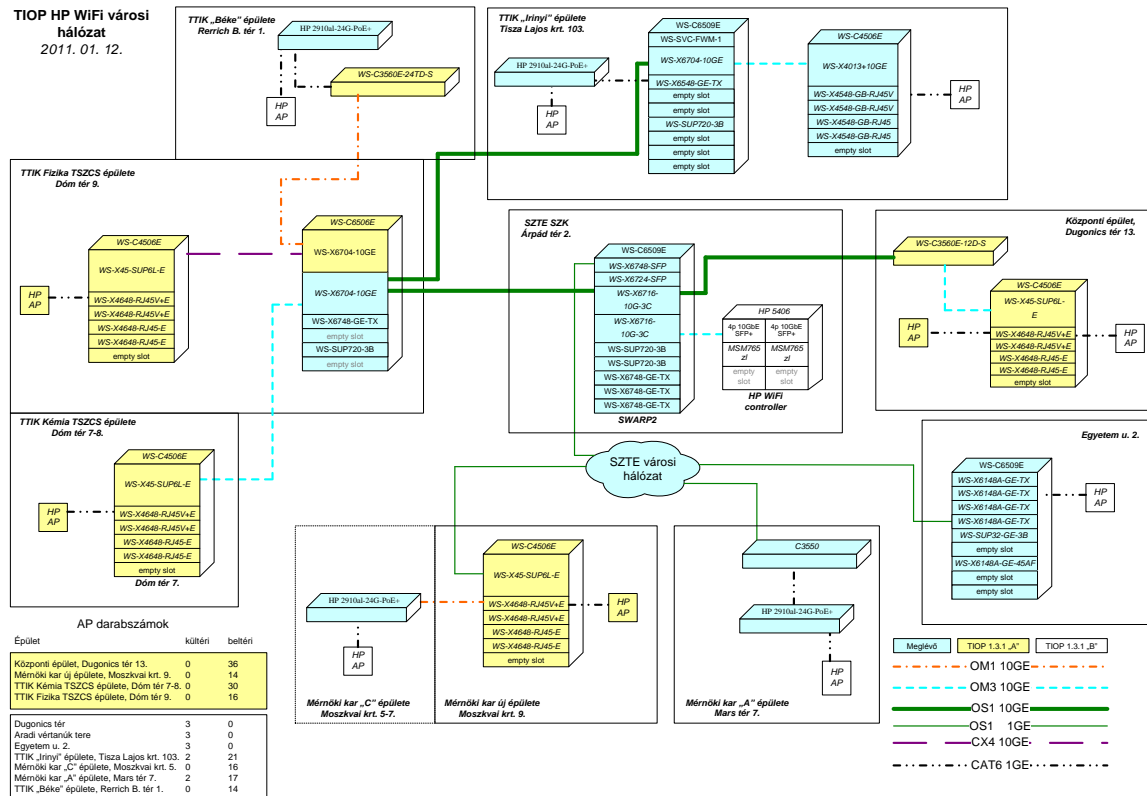 TIOP HP WiFi városi
hálózat
2011. 01. 12.
TTIK „Béke” épülete
Rerrich B. tér 1.
HP 2910al-24G-PoE+
WS-C3560E-24TD-S
HP
AP
TTIK „Irinyi” épülete
Tisza Lajos krt. 103.
HP 2910al-24G-PoE+
HP
AP
WS-C6509E
WS-SVC-FWM-1
WS-X6704-10GE
WS-X6548-GE-TX
empty slot
empty slot
WS-SUP720-3B
empty slot
empty slot
empty slot
WS-C4506E
WS-X4013+10GE
WS-X4548-GB-RJ45V
WS-X4548-GB-RJ45V
WS-X4548-GB-RJ45
WS-X4548-GB-RJ45
empty slot
HP
AP
TTIK Fizika TSZCS épülete
Dóm tér 9.
WS-C4506E
WS-X45-SUP6L-E
WS-X4648-RJ45V+E
WS-X4648-RJ45V+E
WS-X4648-RJ45-E
WS-X4648-RJ45-E
empty slot
HP
AP
WS-C6506E
WS-X6704-10GE
WS-X6704-10GE
WS-X6748-GE-TX
empty slot
WS-SUP720-3B
empty slot
SZTE SZK
Árpád tér 2.
WS-C6509E
WS-X6748-SFP
WS-X6724-SFP
WS-X6716-
10G-3C
WS-X6716-
10G-3C
WS-SUP720-3B
WS-SUP720-3B
WS-X6748-GE-TX
WS-X6748-GE-TX
WS-X6748-GE-TX
SWARP2
HP 5406
4p 10GbE
SFP+
4p 10GbE
SFP+
MSM765
zl
MSM765
zl
empty
slot
empty
slot
HP WiFi
controller
Központi épület,
Dugonics tér 13.
WS-C3560E-12D-S
WS-C4506E
WS-X45-SUP6L-
E
WS-X4648-RJ45V+E
WS-X4648-RJ45V+E
WS-X4648-RJ45-E
WS-X4648-RJ45-E
empty slot
HP
AP
HP
AP
TTIK Kémia TSZCS épülete
Dóm tér 7-8.
WS-C4506E
WS-X45-SUP6L-E
WS-X4648-RJ45V+E
WS-X4648-RJ45V+E
WS-X4648-RJ45-E
WS-X4648-RJ45-E
empty slot
Dóm tér 7.
HP
AP
SZTE városi
hálózat
Egyetem u. 2.
WS-C6509E
WS-X6148A-GE-TX
WS-X6148A-GE-TX
WS-X6148A-GE-TX
WS-X6148A-GE-TX
WS-SUP32-GE-3B
empty slot
WS-X6148A-GE-45AF
empty slot
empty slot
HP
AP
HP 2910al-24G-PoE+
HP
AP
Mérnöki kar „C” épülete
Moszkvai krt. 5-7.
WS-C4506E
WS-X45-SUP6L-E
WS-X4648-RJ45V+E
WS-X4648-RJ45V+E
WS-X4648-RJ45-E
WS-X4648-RJ45-E
empty slot
HP
AP
Mérnöki kar új épülete
Moszkvai krt. 9.
C3550
HP 2910al-24G-PoE+
HP
AP
Mérnöki kar „A” épülete
Mars tér 7.
AP darabszámok
Épület kültéri beltéri
Központi épület, Dugonics tér 13. 0 36
Mérnöki kar új épülete, Moszkvai krt. 9. 0 14
TTIK Kémia TSZCS épülete, Dóm tér 7-8. 0 30
TTIK Fizika TSZCS épülete, Dóm tér 9. 0 16
Dugonics tér 3 0
Aradi vértanúk tere 3 0
Egyetem u. 2. 3 0
TTIK „Irinyi” épülete, Tisza Lajos krt. 103. 2 21
Mérnöki kar „C” épülete, Moszkvai krt. 5. 0 16
Mérnöki kar „A” épülete, Mars tér 7. 2 17
TTIK „Béke” épülete, Rerrich B. tér 1. 0 14
Meglévő TIOP 1.3.1 „A” TIOP 1.3.1 „B”
OM1 10GE
OM3 10GE
OS1 10GE
OS1 1GE
CX4 10GE
CAT6 1GE